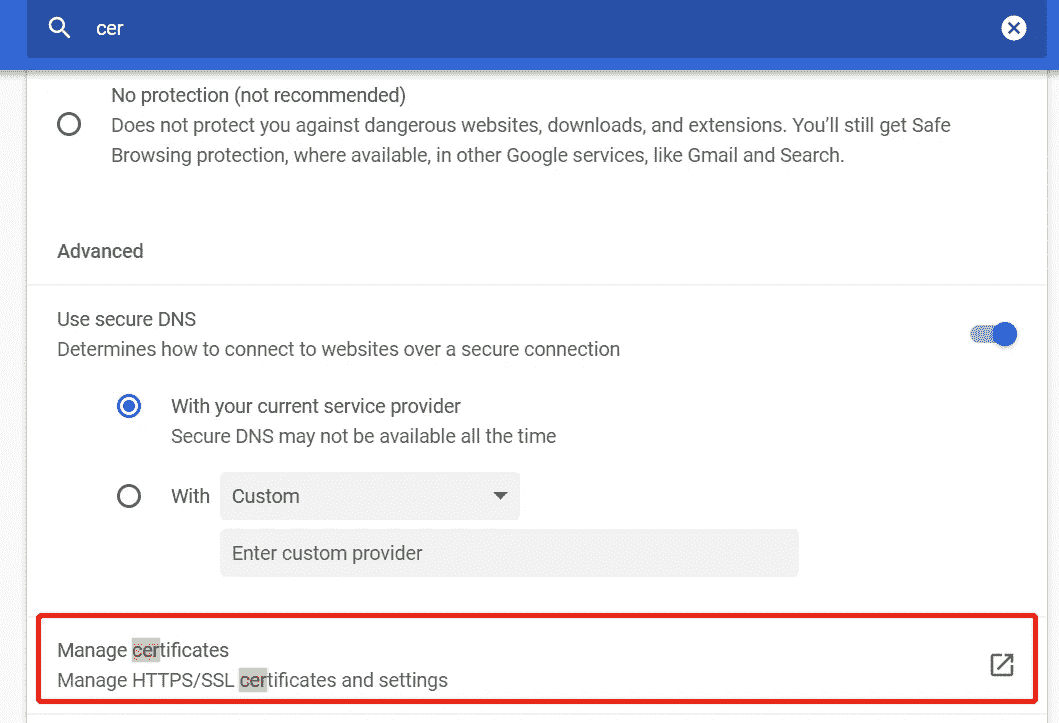 cer
No protection (not recommended)
Does not protect you against dangerous websites, downloads, and extensions. You’ll still get Safe
Browsing protection, where available, in other Google services, like Gmail and Search.
Advanced
Use secure DNS
Determines how to connect to websites over a secure connection
With your current service provider
Secure DNS may not be available all the time
With Custom
Enter custom provider
Manage certificates
Manage HTTPS/SSL certificates and settings